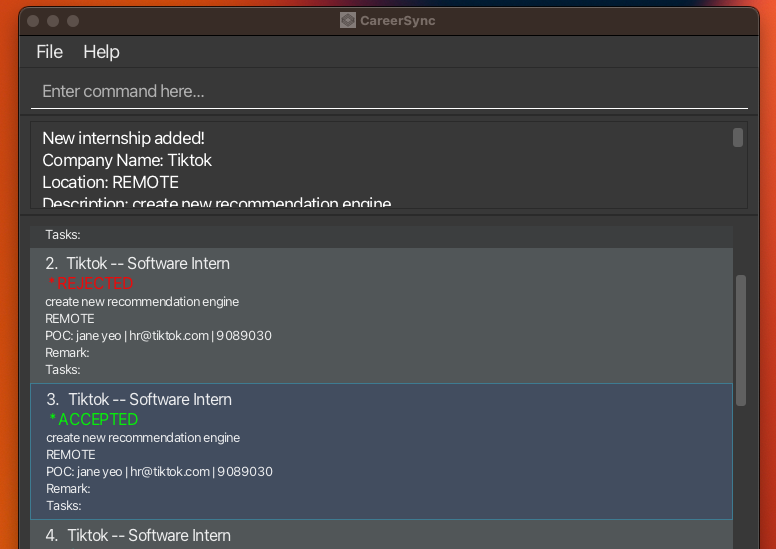 CareerSync
File Help
Enter command here...
New internship added!
Company Name: Tiktok
Location: REMOTE
Description: create new recommendation engine
Tasks:
2. Tiktok -- Software Intern
* REJECTED
create new recommendation engine
REMOTE
POC: jane yeo | hr@tiktok.com | 9089030
Remark:
Tasks:
3. Tiktok -- Software Intern
* ACCEPTED
create new recommendation engine
REMOTE
POC: jane yeo | hr@tiktok.com | 9089030
Remark:
Tasks:
4. Tiktok -- Software Intern